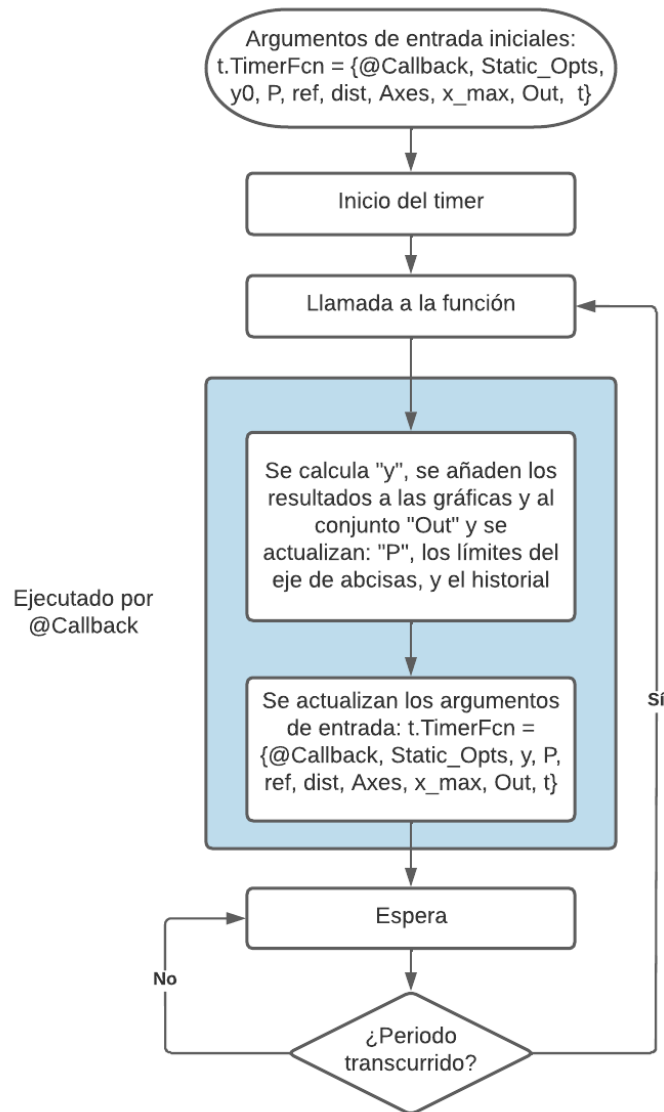 Argumentos de entrada iniciales:
t.TimerFcn = {@Callback, Static_Opts,
y0, P, ref, dist, Axes, x_max, Out, t}
Inicio del timer
Llamada a la función
Se calcula "y", se añaden los
resultados a las gráficas y al
conjunto "Out" y se
actualizan: "P", los límites del
eje de abcisas, y el historial
Ejecutado por
@Callback
Se actualizan los argumentos
de entrada: t.TimerFcn =
{@Callback, Static_Opts, y, P,
ref, dist, Axes, x_max, Out, t}
Sí
Espera
No
¿Periodo
transcurrido?